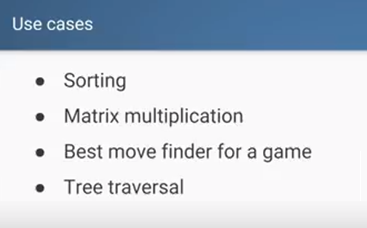 Use cases
● Sorting
● Matrix multiplication
● Best move finder for a game
● Tree traversal